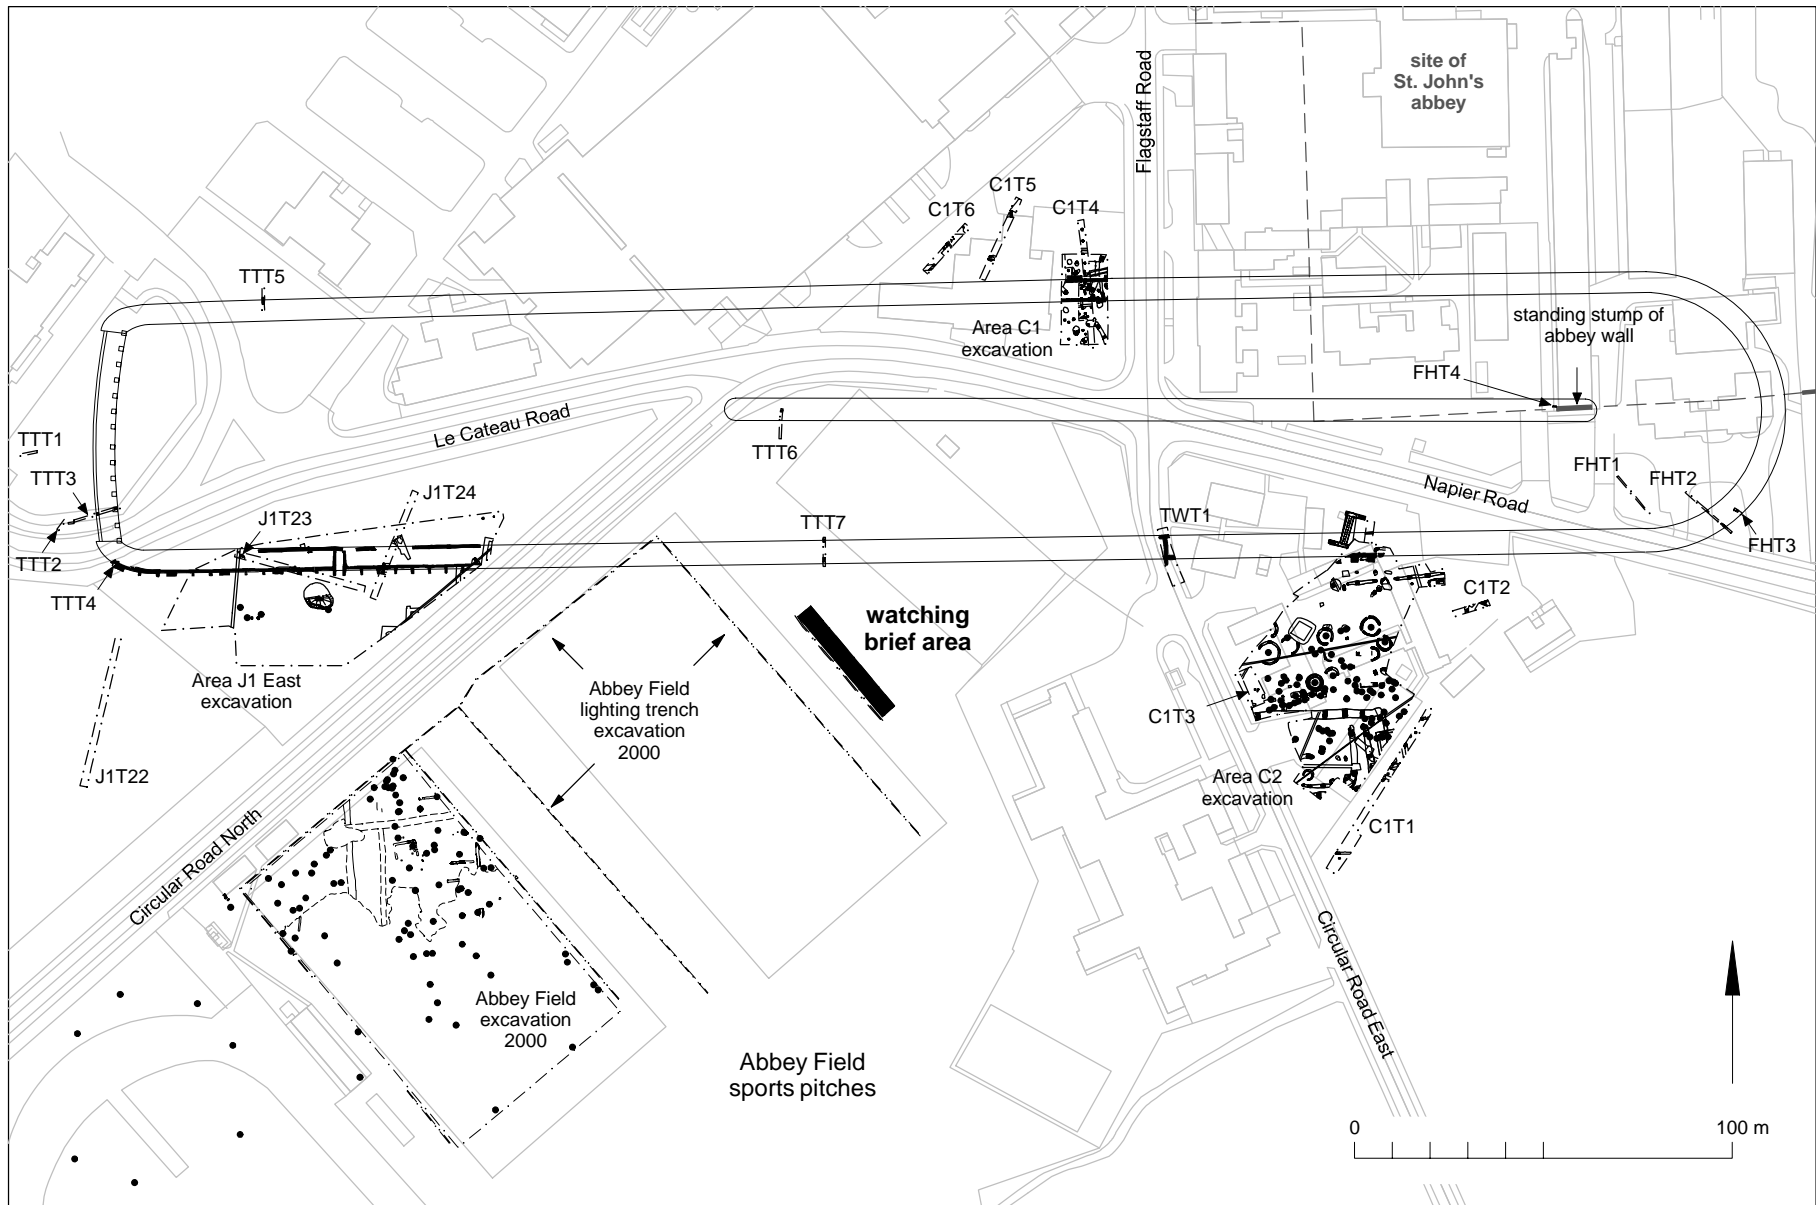 site of
St. John's
abbey
Flagstaff Road
C1T5
C1T6
C1T4
TTT5
Area C1
excavation
standing stump of
abbey wall
FHT4
Le Cateau Road
TTT6
TTT1
TTT3
TTT2
TTT4
J1T24
J1T23
TTT7
TWT1
Napier Road
FHT1
FHT2
FHT3
C1T2
watching
brief area
Area J1 East
excavation
Abbey Field
lighting trench
excavation
2000
C1T3
J1T22
Area C2
excavation
C1T1
Circular Road North
Circular Road East
Abbey Field
excavation
2000
Abbey Field
sports pitches
0
100 m